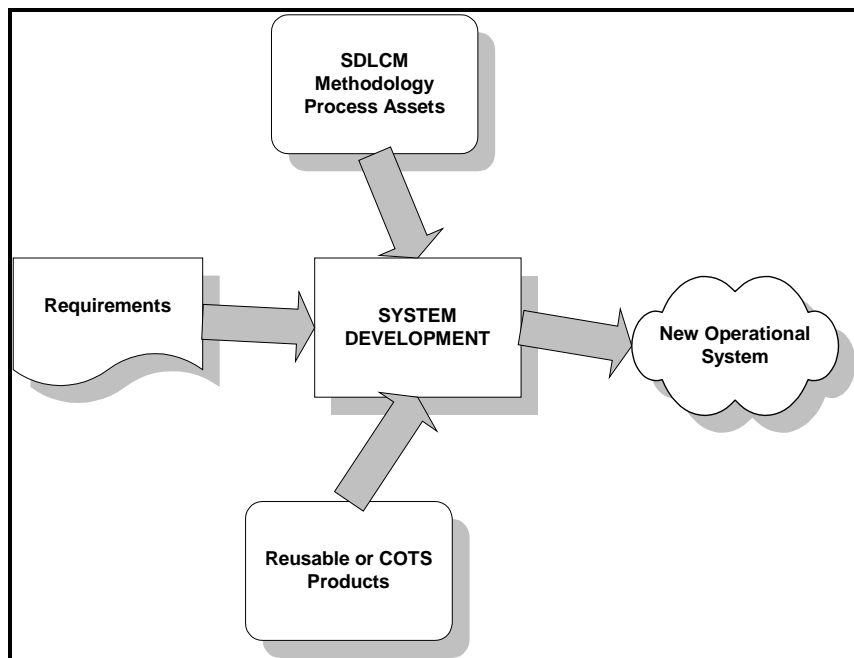 SDLCM
Methodology
Process Assets
Requirements
SYSTEM
DEVELOPMENT
New Operational
System
Reusable or COTS
Products